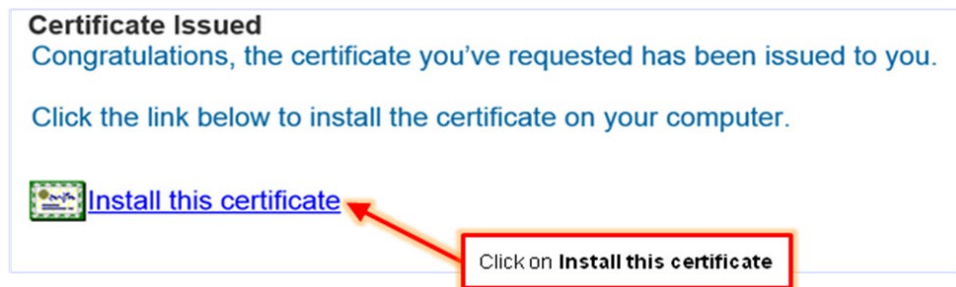 Certificate Issued
Congratulations, the certificate you’ve requested has been issued to you.
Click the link below to install the certificate on your computer.
Install this certificate
Click on Install this certificate